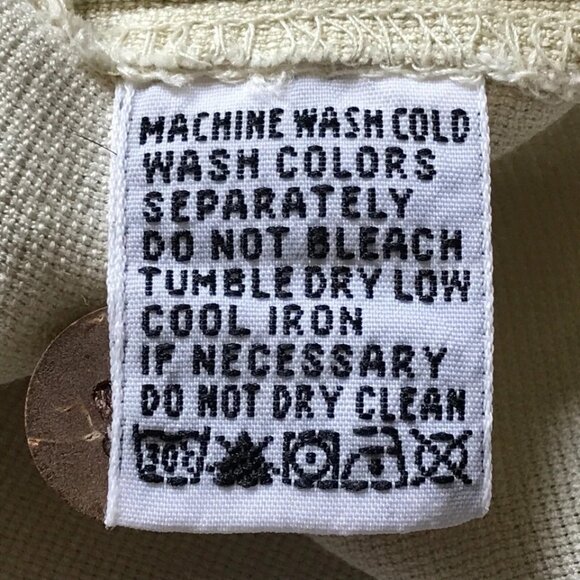 MACHINE WASH COLD
WASH COLORS
SEPARATELY
DO NOT BLEACH
TUMBLE DRY LOW
COOL IRON
IF NECESSARY
DO NOT DRY CLEAN
30c